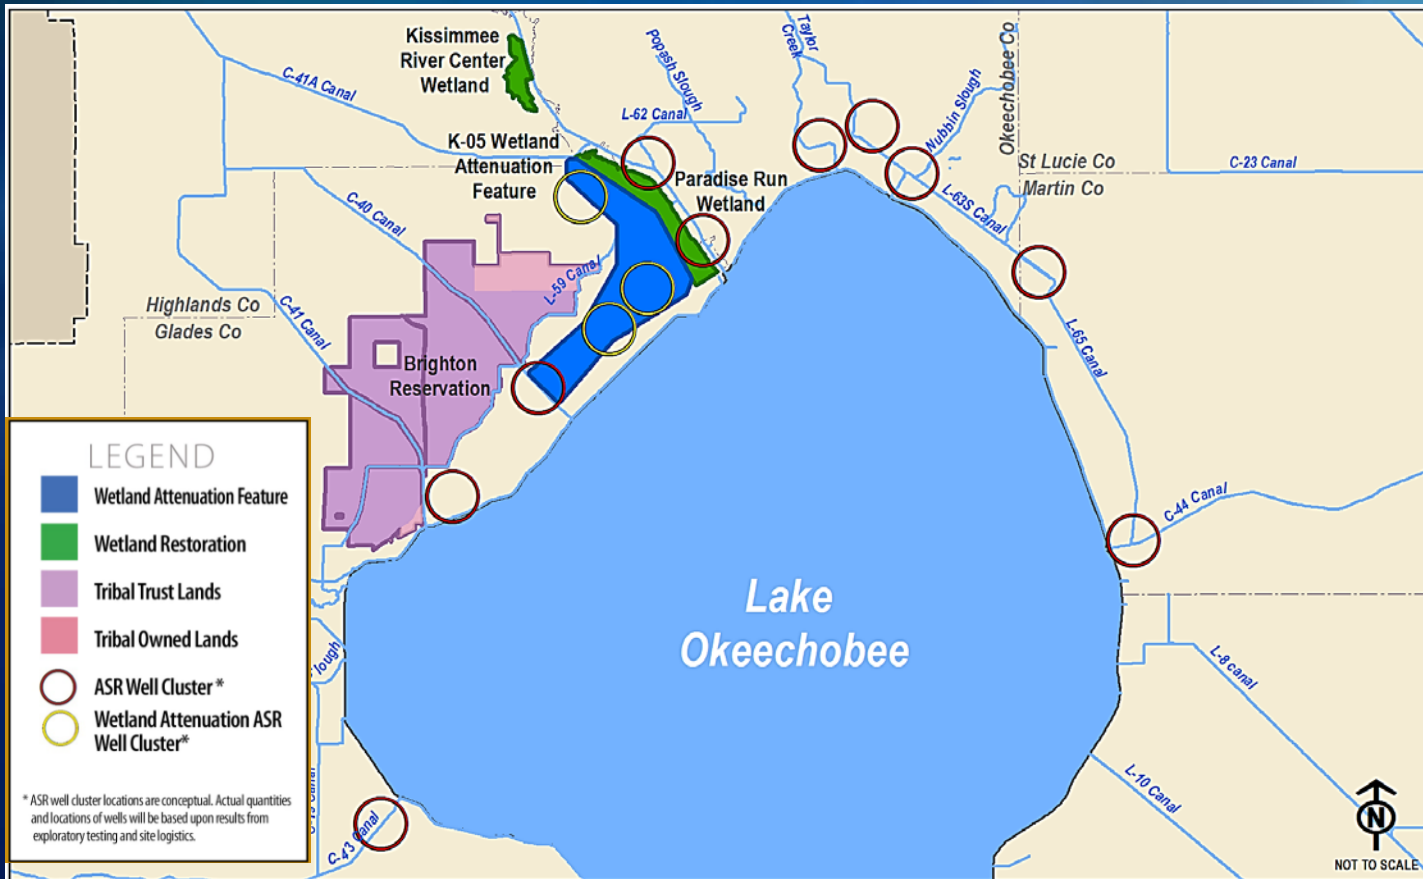 Kissimmee
River Center
Wetland
C-41A Canal
Popash Slough
Taylor
Creek
L-62 Canal
Nubbin Slough
Okeechobee Co
K-05 Wetland
Attenuation
Feature
St Lucie Co
Martin Co
C-23 Canal
Paradise Run
Wetland
C-40 Canal
L-63S Canal
L-59 Canal
Highlands Co
Glades Co
C-41 Canal
L-65 Canal
Brighton
Reservation
C-44 Canal
Lake
Okeechobee
L-8 canal
L-10 Canal
C-43 Canal
LEGEND
Wetland Attenuation Feature
Wetland Restoration
Tribal Trust Lands
Tribal Owned Lands
ASR Well Cluster *
Wetland Attenuation ASR
Well Cluster*
* ASR well cluster locations are conceptual. Actual quantities
and locations of wells will be based upon results from
exploratory testing and site logistics.
N
NOT TO SCALE